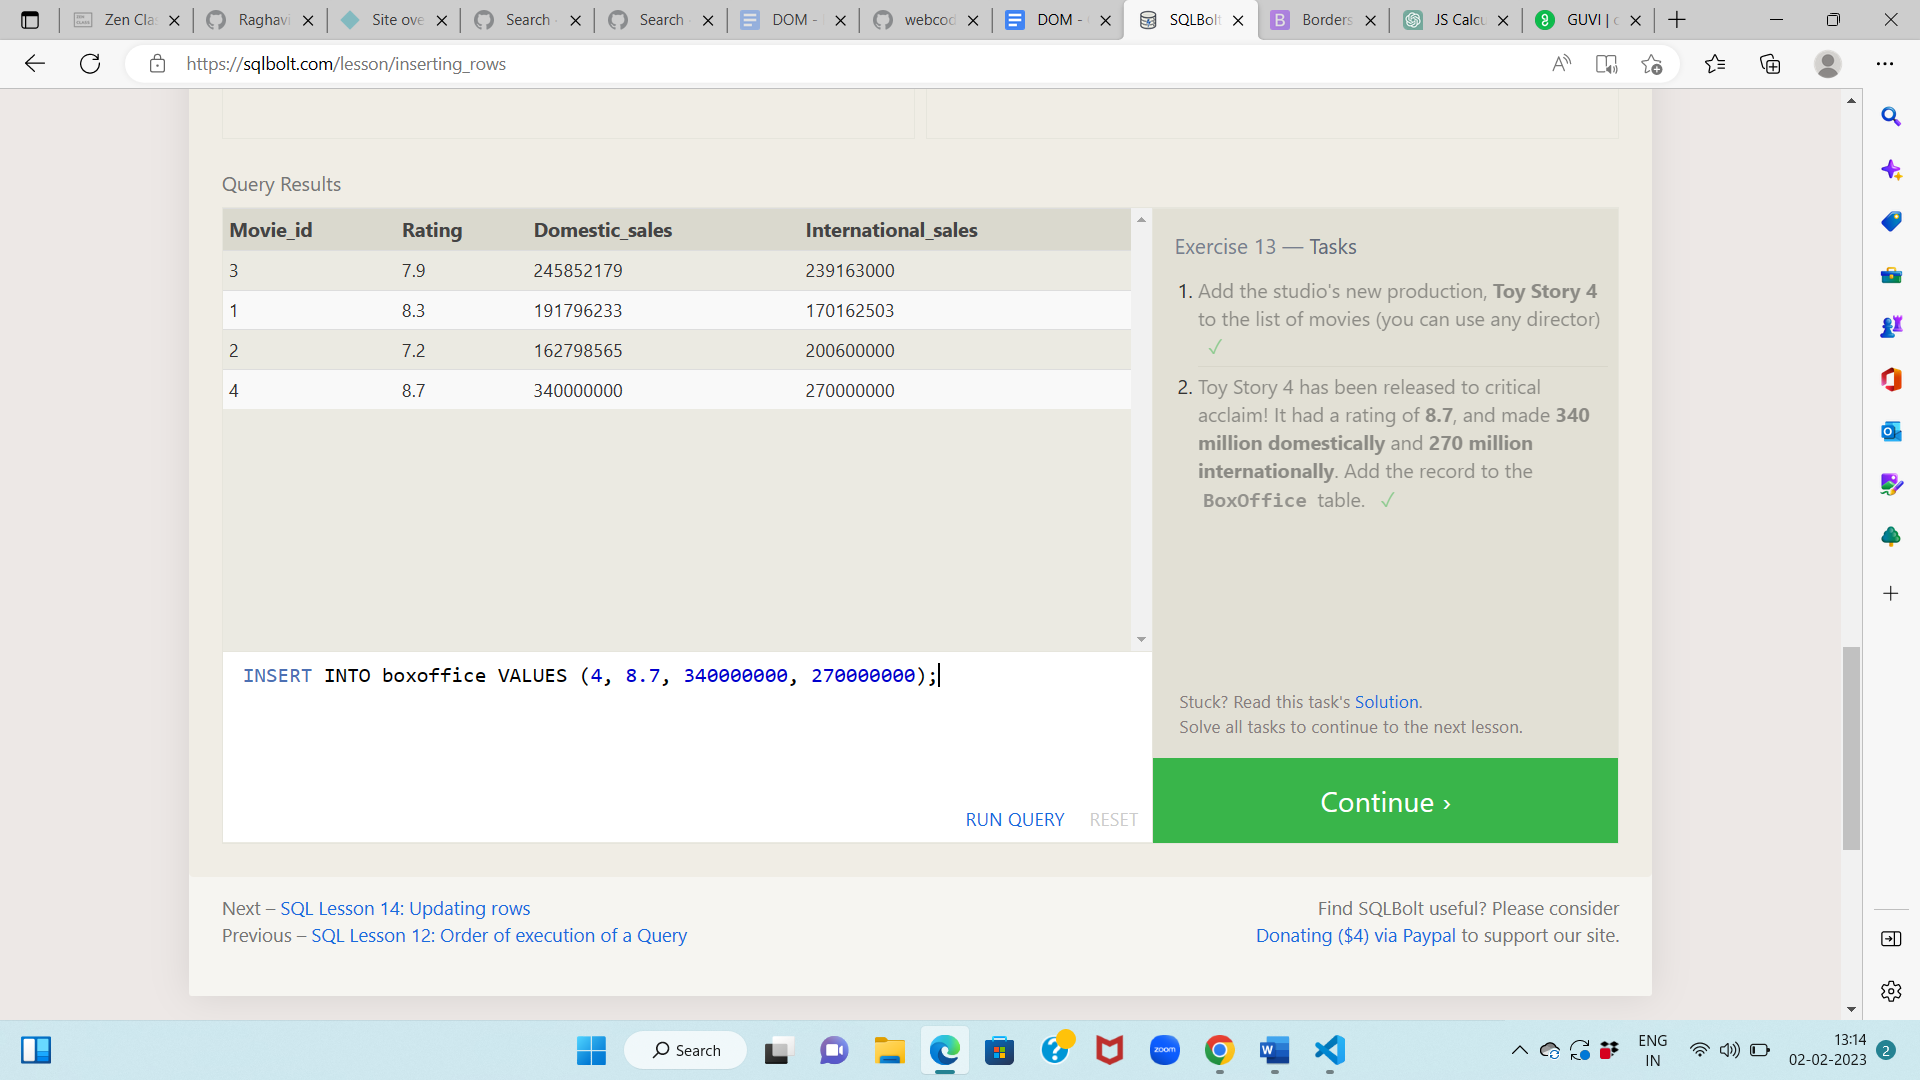 Zen Cla
Raghavi
Site ove
Search
Search
DOM -
webcod
DOM -
SQLBolt
Borders
JS Calcu
GUVI |
https://sqlbolt.com/lesson/inserting_rows
Query Results
Movie_id Rating Domestic_sales International_sales
3 7.9 245852179 239163000
1 8.3 191796233 170162503
2 7.2 162798565 200600000
4 8.7 340000000 270000000
Exercise 13 — Tasks
1. Add the studio's new production, Toy Story 4
to the list of movies (you can use any director)
✓
2. Toy Story 4 has been released to critical
acclaim! It had a rating of 8.7, and made 340
million domestically and 270 million
internationally. Add the record to the
BoxOffice table. ✓
INSERT INTO boxoffice VALUES (4, 8.7, 340000000, 270000000);
RUN QUERY RESET
Stuck? Read this task's Solution.
Solve all tasks to continue to the next lesson.
Continue ›
Next – SQL Lesson 14: Updating rows
Previous – SQL Lesson 12: Order of execution of a Query
Find SQLBolt useful? Please consider
Donating ($4) via Paypal to support our site.
Search
zoom
ENG
IN
13:14
02-02-2023
2